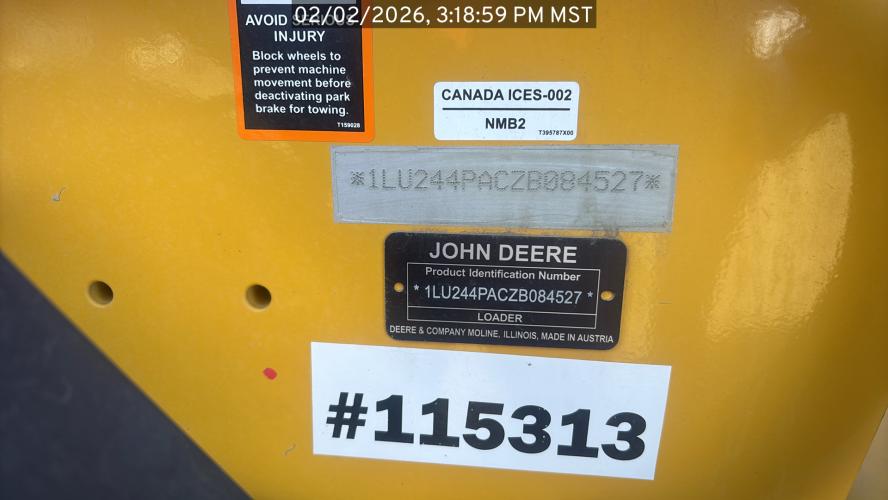 02/02/2026, 3:18:59 PM MST
AVOID SERIOUS
INJURY
Block wheels to
prevent machine
movement before
deactivating park
brake for towing.
T159028
CANADA ICES-002
NMB2
T395787X00
*1LU244PACZB084527*
JOHN DEERE
Product Identification Number
* 1LU244PACZB084527 *
LOADER
DEERE & COMPANY MOLINE, ILLINOIS, MADE IN AUSTRIA
#115313